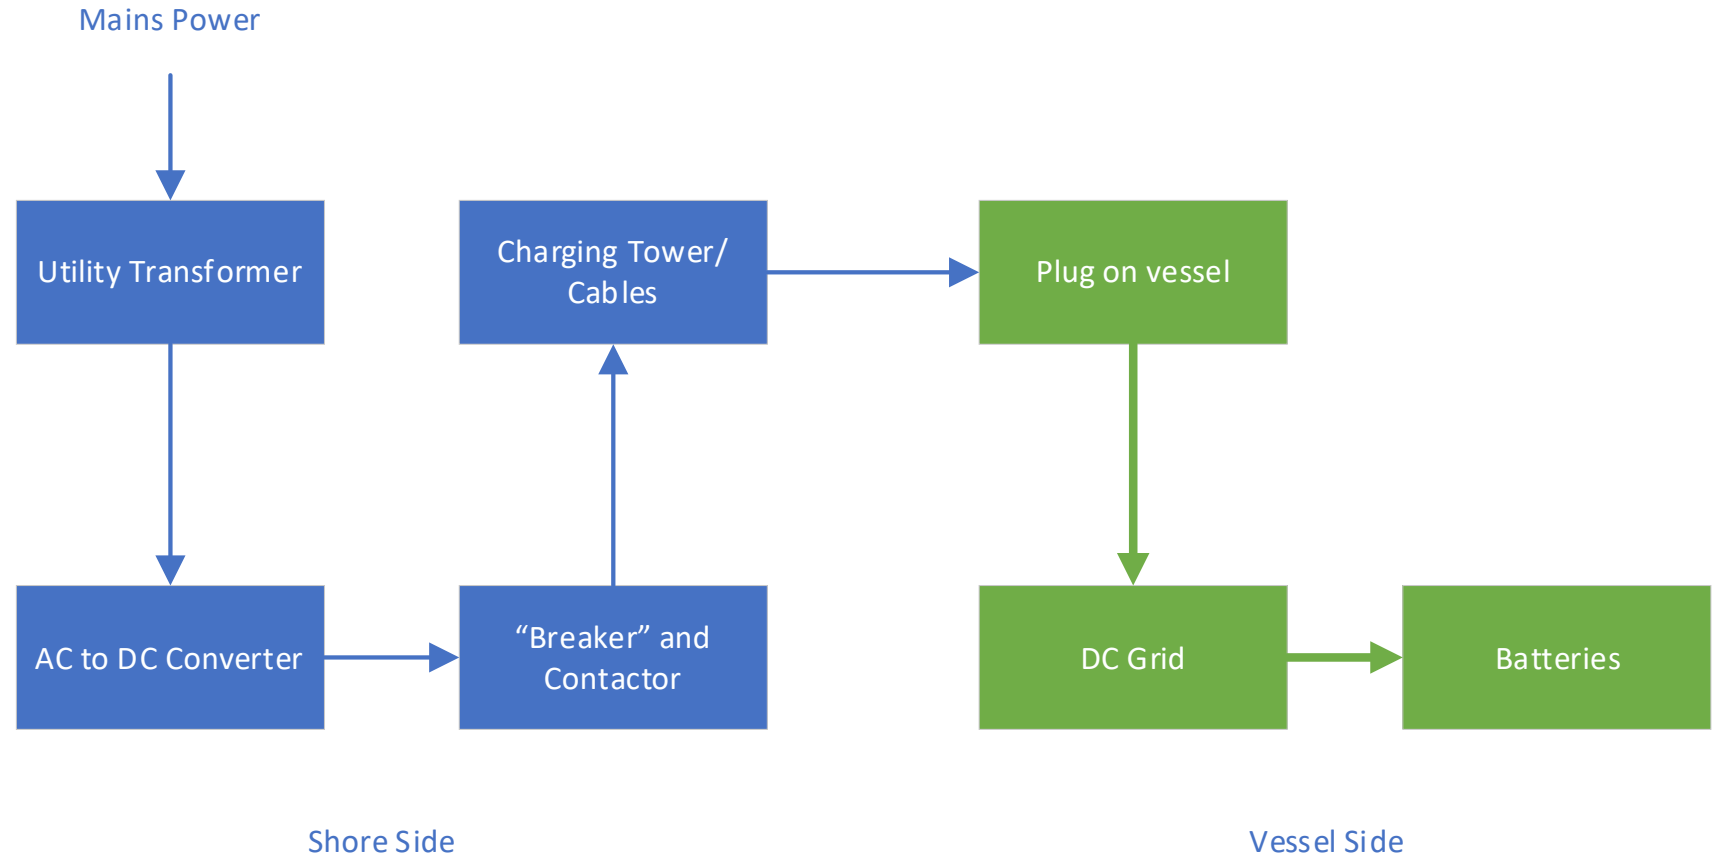 Mains Power
Utility Transformer
Charging Tower/
Cables
Plug on vessel
AC to DC Converter
“Breaker” and
Contactor
DC Grid
Batteries
Shore Side
Vessel Side